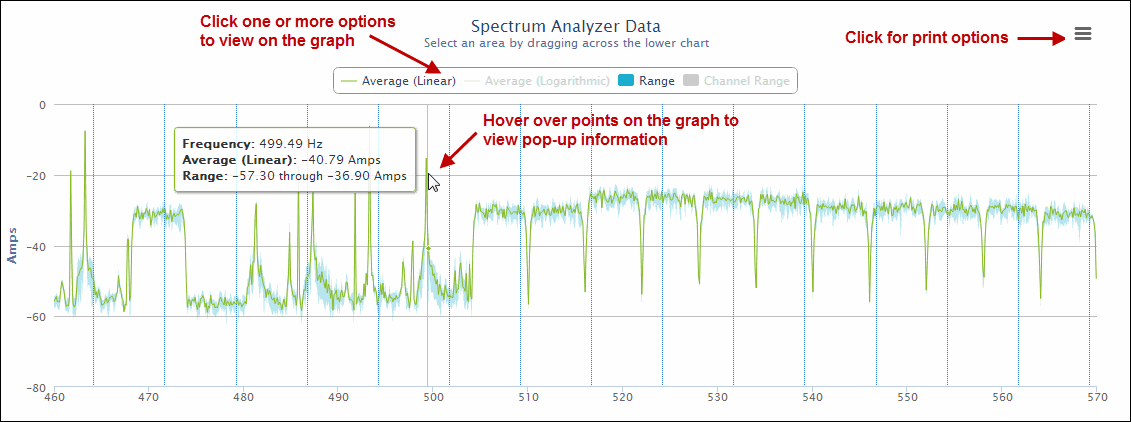 Click one or more options
to view on the graph
Spectrum Analyzer Data
Select an area by dragging across the lower chart
Click for print options
Average (Linear) Average (Logarithmic) Range Channel Range
Hover over points on the graph to
view pop-up information
Frequency: 499.49 Hz
Average (Linear): -40.79 Amps
Range: -57.30 through -36.90 Amps
Amps
0
-20
-40
-60
-80
460 470 480 490 500 510 520 530 540 550 560 570